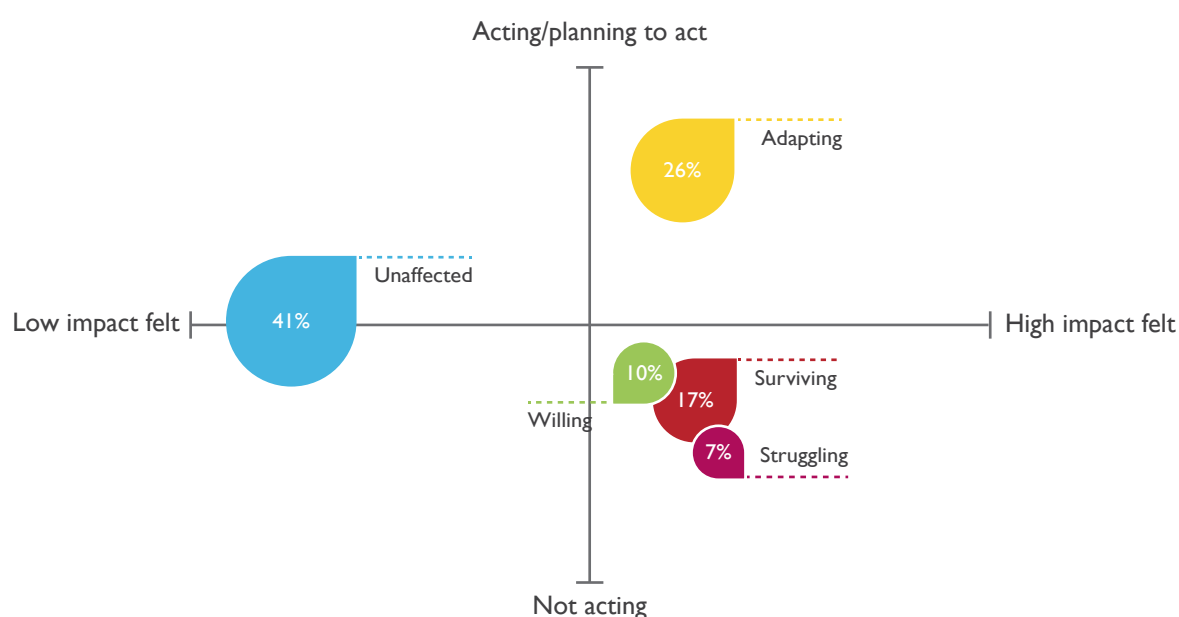 Acting/planning to act
Adapting
26%
Unaffected
Low impact felt
41%
High impact felt
10%
Surviving
17%
Willing
7%
Struggling
Not acting